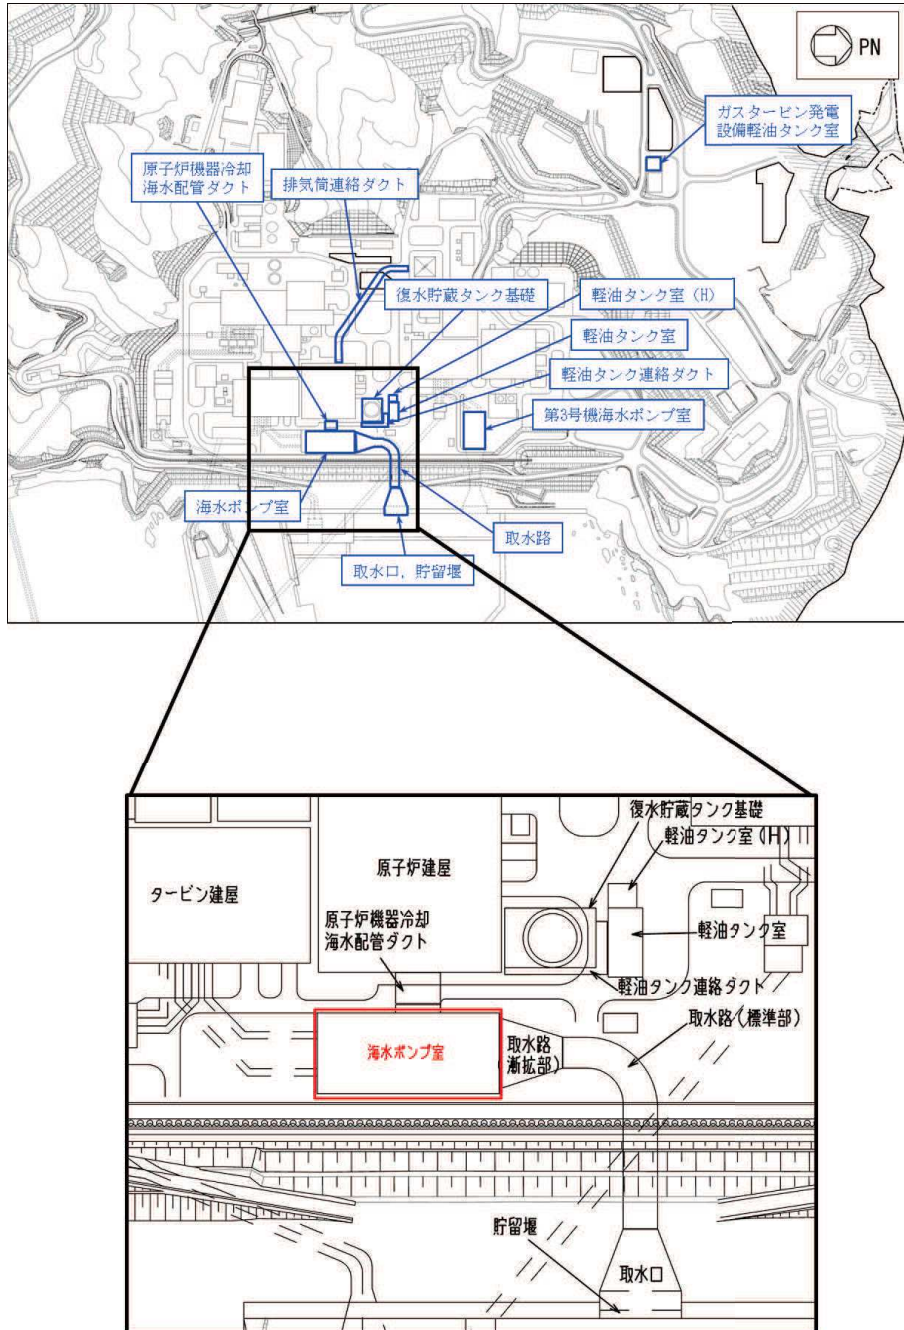 PN
ガスタービン発電
設備軽油タンク室
原子炉機器冷却
海水配管ダクト
排気筒連絡ダクト
復水貯蔵タンク基礎
軽油タンク室（H）
軽油タンク室
軽油タンク連絡ダクト
第3号機海水ポンプ室
海水ポンプ室
取水路
取水口，貯留堰
復水貯蔵タンク基礎
軽油タンク室（H）
原子炉建屋
タービン建屋
原子炉機器冷却
海水配管ダクト
軽油タンク室
軽油タンク連絡ダクト
取水路（標準部）
海水ポンプ室
取水路
（漸拡部）
貯留堰
取水口